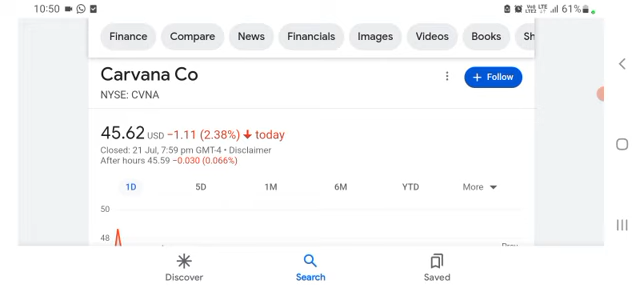 10:50
61%
Finance Compare News Financials Images Videos Books
Carvana Co
Follow
NYSE: CVNA
45.62 USD −1.11 (2.38%) today
Closed: 21 Jul, 7:59 pm GMT-4 • Disclaimer
After hours 45.59 −0.030 (0.066%)
1D 5D 1M 6M YTD More
50
48
Discover Search Saved